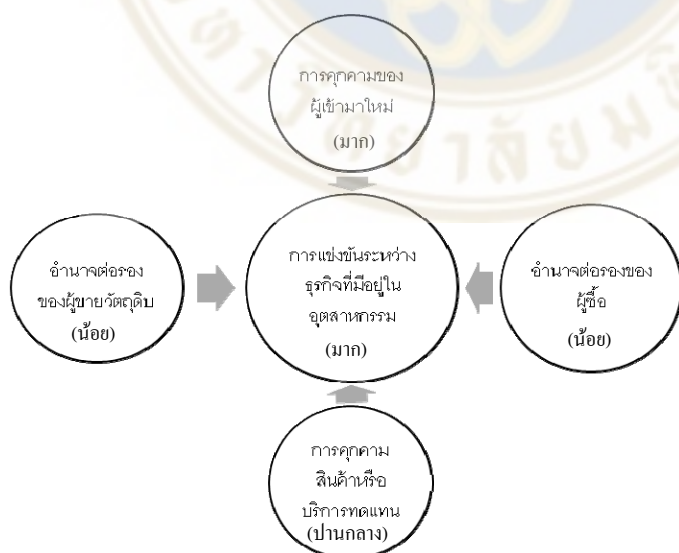 การคุกคามของ
ผู้เข้ามาใหม่
(มาก)
อำนาจต่อรอง
ของผู้ขายวัตถุดิบ
(น้อย)
การแข่งขันระหว่าง
ธุรกิจที่มีอยู่ใน
อุตสาหกรรม
(มาก)
อำนาจต่อรองของ
ผู้ซื้อ
(น้อย)
การคุกคาม
สินค้าหรือ
บริการทดแทน
(ปานกลาง)